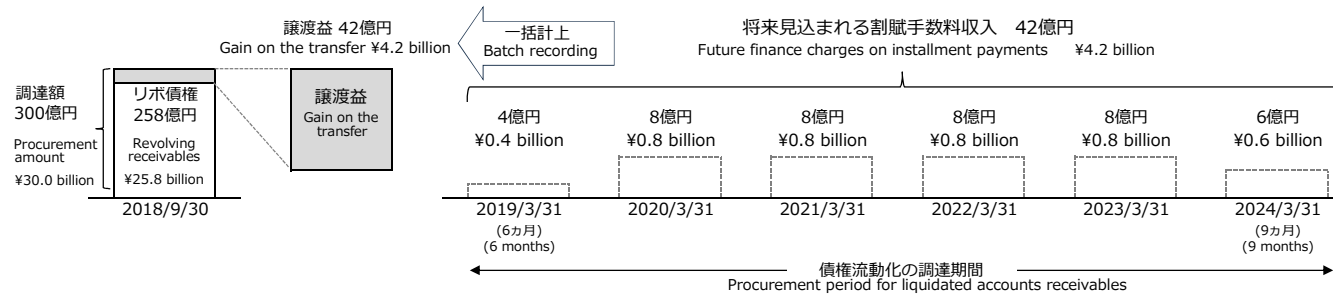 譲渡益 42億円
Gain on the transfer ¥4.2 billion
一括計上
Batch recording
将来見込まれる割賦手数料収入 42億円
Future finance charges on installment payments ¥4.2 billion
調達額
300億円
Procurement
amount
¥30.0 billion
リボ債権
258億円
Revolving
receivables
¥25.8 billion
2018/9/30
譲渡益
Gain on the
transfer
4億円
¥0.4 billion
8億円
¥0.8 billion
8億円
¥0.8 billion
8億円
¥0.8 billion
8億円
¥0.8 billion
6億円
¥0.6 billion
2019/3/31
(6ヵ月)
(6 months)
2020/3/31
2021/3/31
2022/3/31
2023/3/31
2024/3/31
(9ヵ月)
(9 months)
債権流動化の調達期間
Procurement period for liquidated accounts receivables